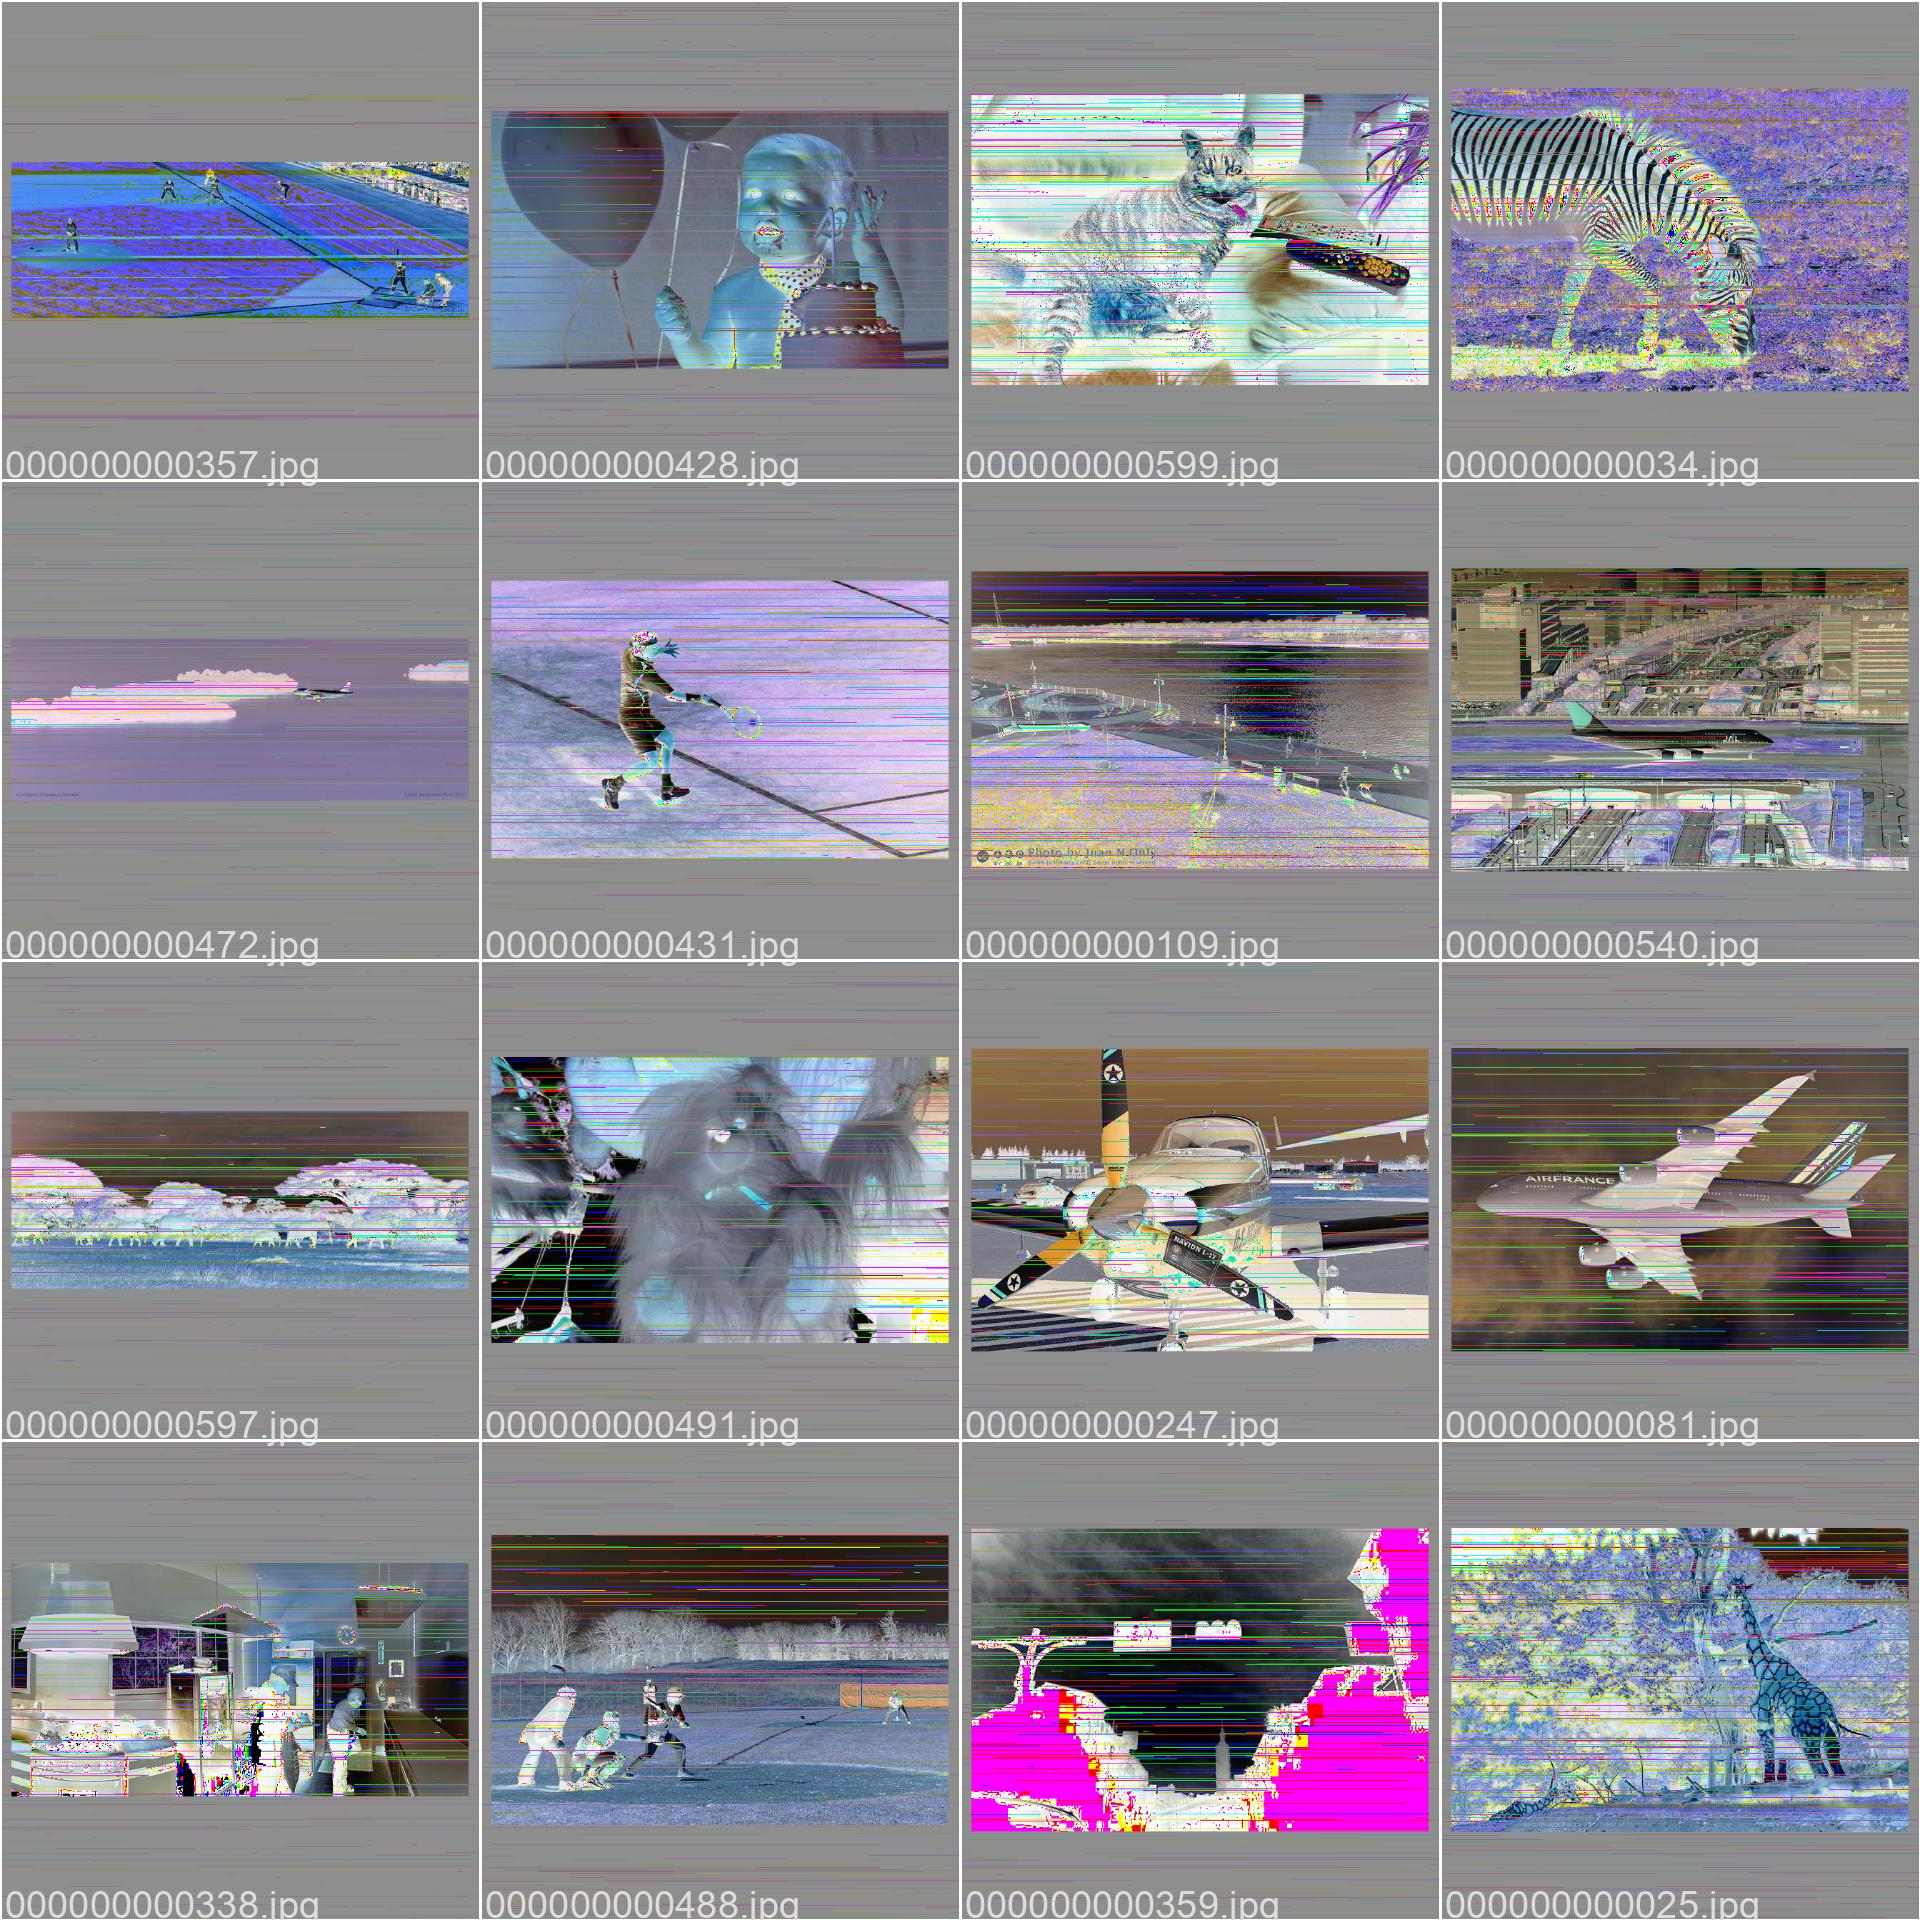 000000000357.jpg
000000000428.jpg
000000000599.jpg
000000000034.jpg
000000000472.jpg
JAL
000000000431.jpg
Photo by Juan N Only
000000000109.jpg
000000000540.jpg
000000000597.jpg
000000000491.jpg
NAVION L-17
000000000247.jpg
AIRFRANCE
000000000081.jpg
000000000338.jpg
000000000488.jpg
000000000359.jpg
000000000025.jpg